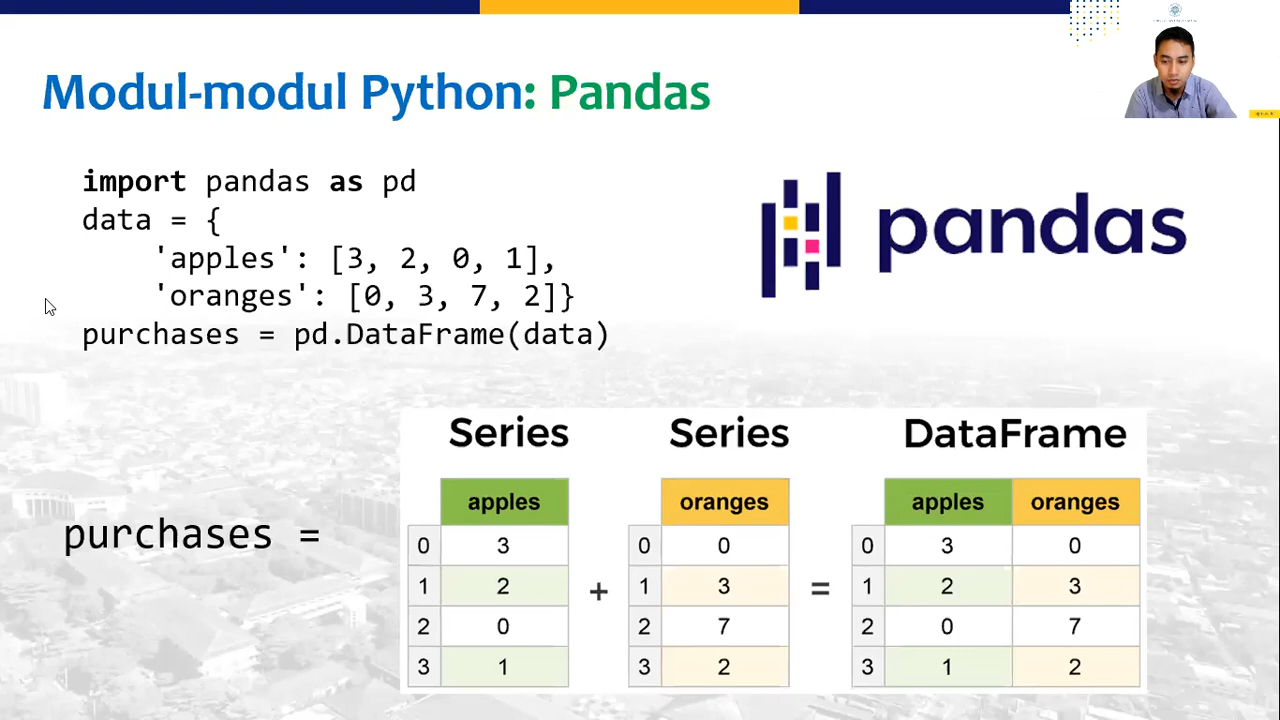 Modul-modul Python: Pandas
import pandas as pd
data = {
'apples': [3, 2, 0, 1],
'oranges': [0, 3, 7, 2]}
purchases = pd.DataFrame(data)
pandas
purchases =
Series Series DataFrame
apples oranges apples oranges
0 3 0 0 0 3 0
1 2 1 3 1 2 3
+ =
2 0 2 7 2 0 7
3 1 3 2 3 1 2